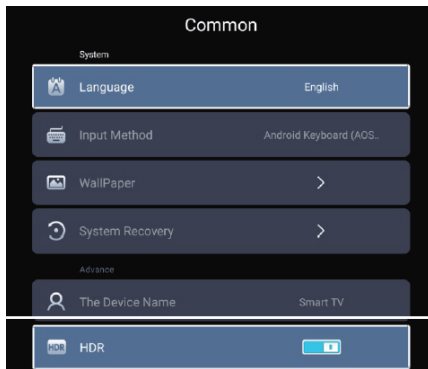 Common
System
Language English
Input Method Android Keyboard (AOS..
WallPaper
System Recovery
Advance
The Device Name Smart TV
HDR HDR